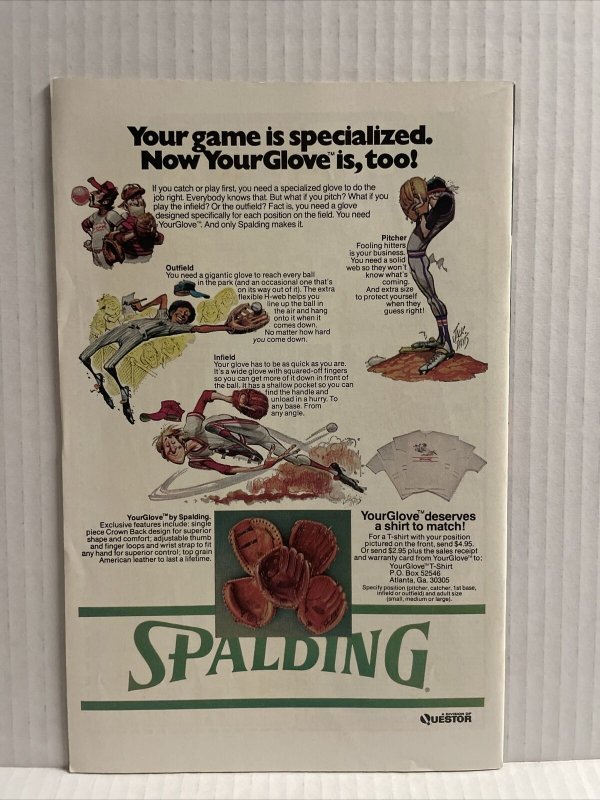 Your game is specialized.
Now YourGlove™ is, too!
If you catch or play first, you need a specialized glove to do the
job right. Everybody knows that. But what if you pitch? What if you
play the infield? Or the outfield? Fact is, you need a glove
designed specifically for each position on the field. You need
YourGlove™. And only Spalding makes it.
Pitcher
Fooling hitters
is your business.
You need a solid
web so they won't
know what's
coming.
And extra size
to protect yourself
when they
guess right!
Outfield
You need a gigantic glove to reach every ball
in the park (and an occasional one that's
on its way out of it). The extra
flexible H-web helps you
line up the ball in
the air and hang
onto it when it
comes down.
No matter how hard
you come down.
JACK
DAVIS
Infield
Your glove has to be as quick as you are.
It's a wide glove with squared-off fingers
so you can get more of it down in front of
the ball. It has a shallow pocket so you can
find the handle and
unload in a hurry. To
any base. From
any angle.
YourGlove™ by Spalding.
Exclusive features include: single
piece Crown Back design for superior
shape and comfort; adjustable thumb
and finger loops and wrist strap to fit
any hand for superior control; top grain
American leather to last a lifetime.
YourGlove™ deserves
a shirt to match!
For a T-shirt with your position
pictured on the front, send $4.95.
Or send $2.95 plus the sales receipt
and warranty card from YourGlove™ to:
YourGlove™ T-Shirt
P.O. Box 52546
Atlanta, Ga. 30305
Specify position (pitcher, catcher, 1st base,
infield or outfield) and adult size
(small, medium or large).
SPALDING®
A DIVISION OF
QUESTOR